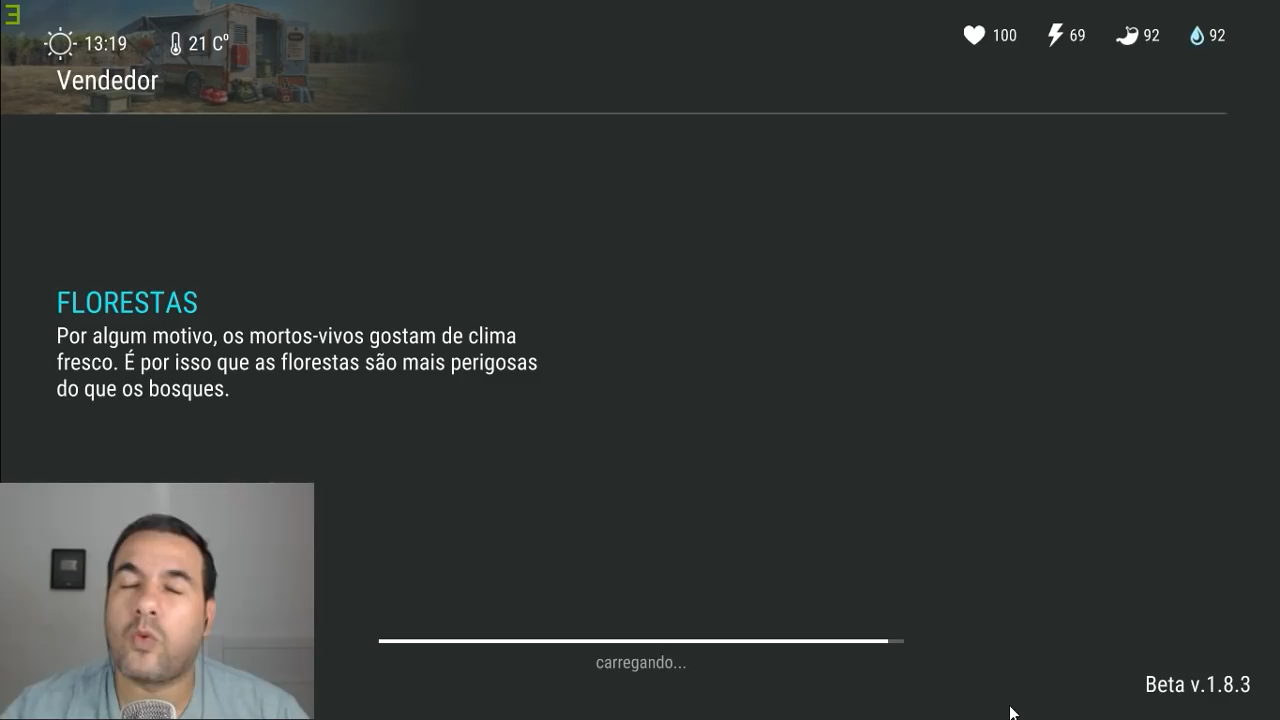 3
13:19
21 Cº
100
69
92
92
Vendedor
FLORESTAS
Por algum motivo, os mortos-vivos gostam de clima
fresco. É por isso que as florestas são mais perigosas
do que os bosques.
carregando...
Beta v.1.8.3